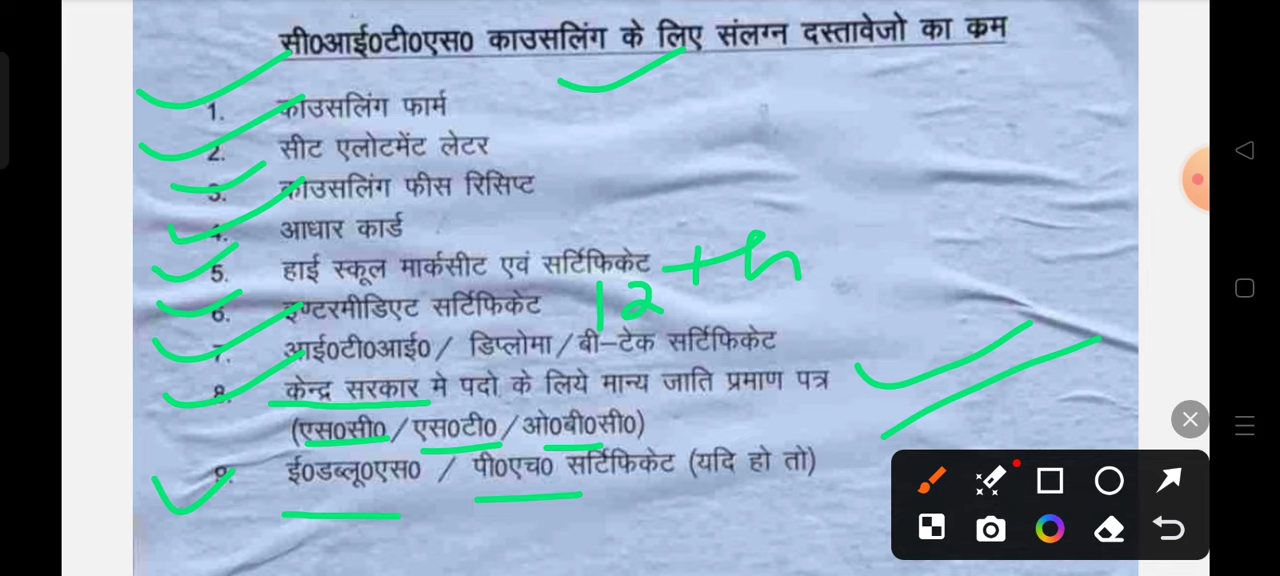 सी0आई0टी0एस0 काउसलिंग के लिए संलग्न दस्तावेजो का क्रम
1. काउसलिंग फार्म
2. सीट एलोटमेंट लेटर
3. काउसलिंग फीस रिसिप्ट
4. आधार कार्ड
5. हाई स्कूल मार्कसीट एवं सर्टिफिकेट + h
6. इण्टरमीडिएट सर्टिफिकेट 12
7. आई0टी0आई0 / डिप्लोमा / बी–टेक सर्टिफिकेट
8. केन्द्र सरकार मे पदो के लिये मान्य जाति प्रमाण पत्र
(एस0सी0 / एस0टी0 / ओ0बी0सी0)
9. ई0डब्लू0एस0 / पी0एच0 सर्टिफिकेट (यदि हो तो)